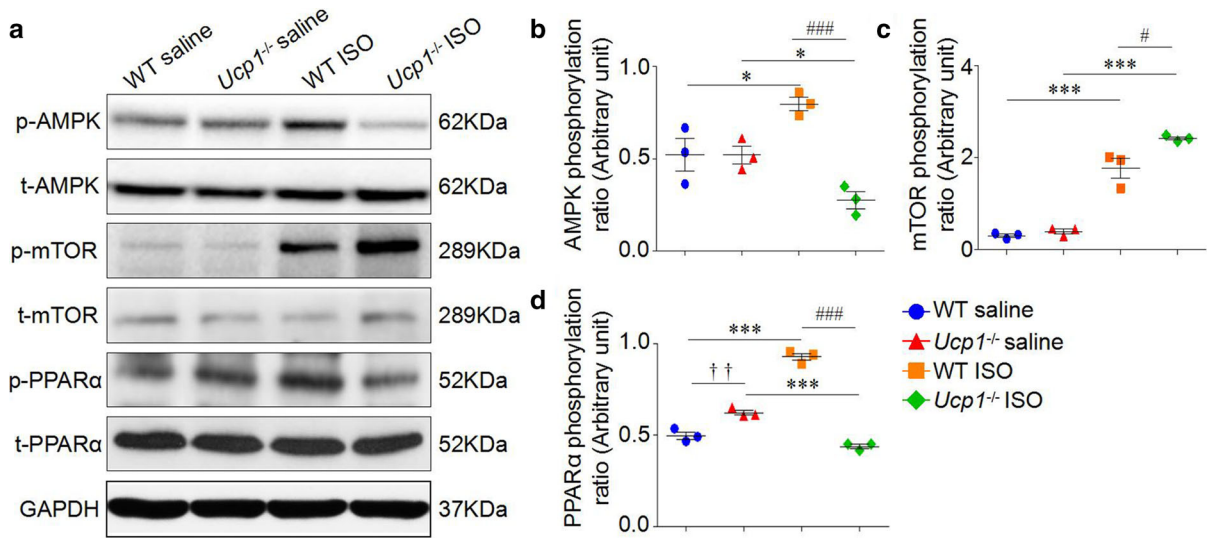 a
WT saline
Ucp1-/- saline
WT ISO
Ucp1-/- ISO
p-AMPK 62KDa
t-AMPK 62KDa
p-mTOR 289KDa
t-mTOR 289KDa
p-PPARα 52KDa
t-PPARα 52KDa
GAPDH 37KDa
b
AMPK phosphorylation
ratio (Arbitrary unit)
1.0
0.5
0.0
###
*
*
c
mTOR phosphorylation
ratio (Arbitrary unit)
4
2
0
#
***
***
d
PPARα phosphorylation
ratio (Arbitrary unit)
1.0
0.5
0.0
###
***
† †
***
WT saline
Ucp1-/- saline
WT ISO
Ucp1-/- ISO